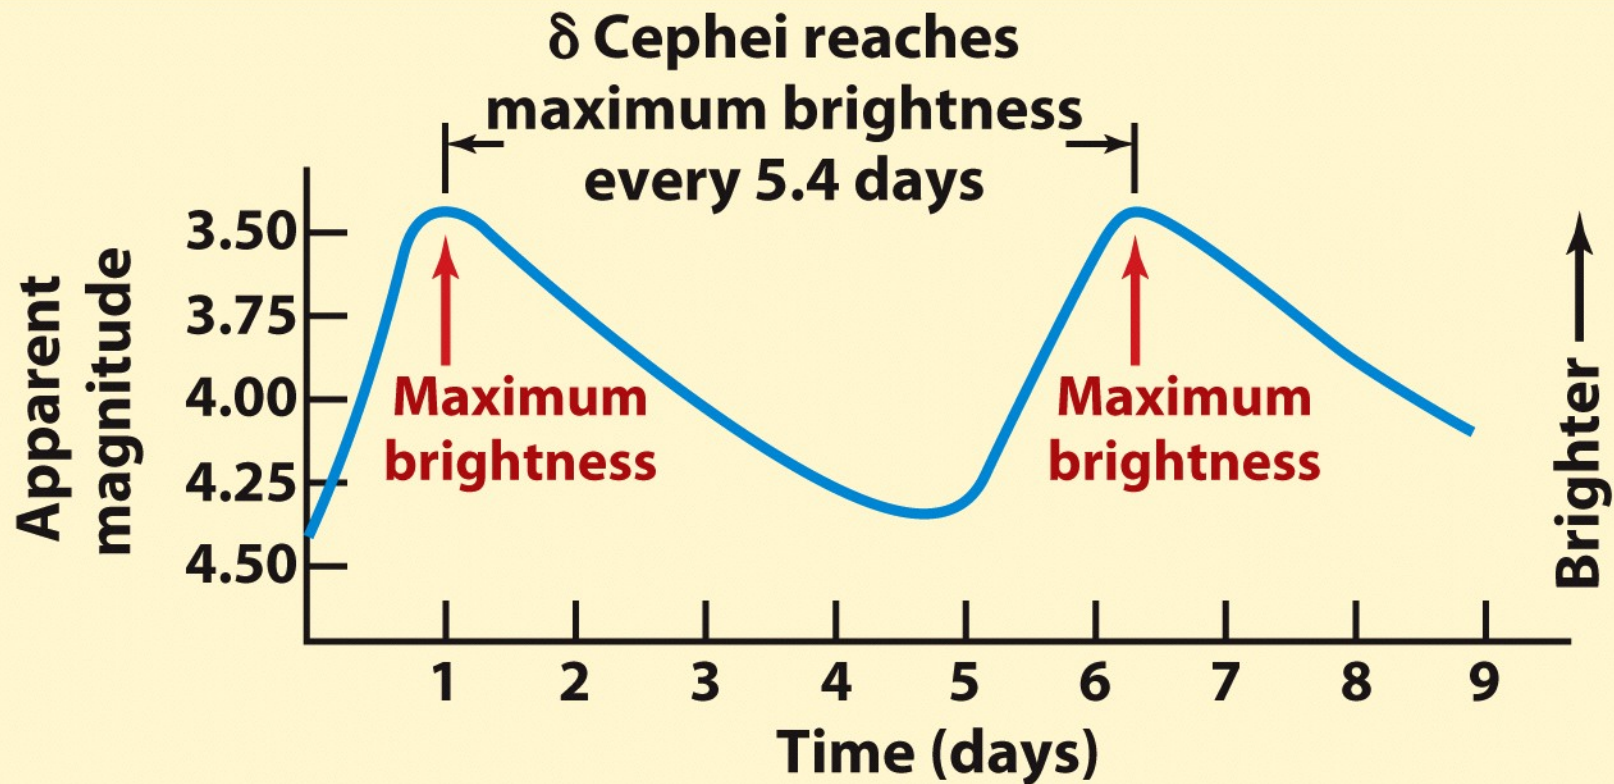 δ Cephei reaches
maximum brightness
every 5.4 days
Apparent
magnitude
3.50
3.75
4.00
4.25
4.50
Maximum
brightness
Maximum
brightness
Brighter
1 2 3 4 5 6 7 8 9
Time (days)